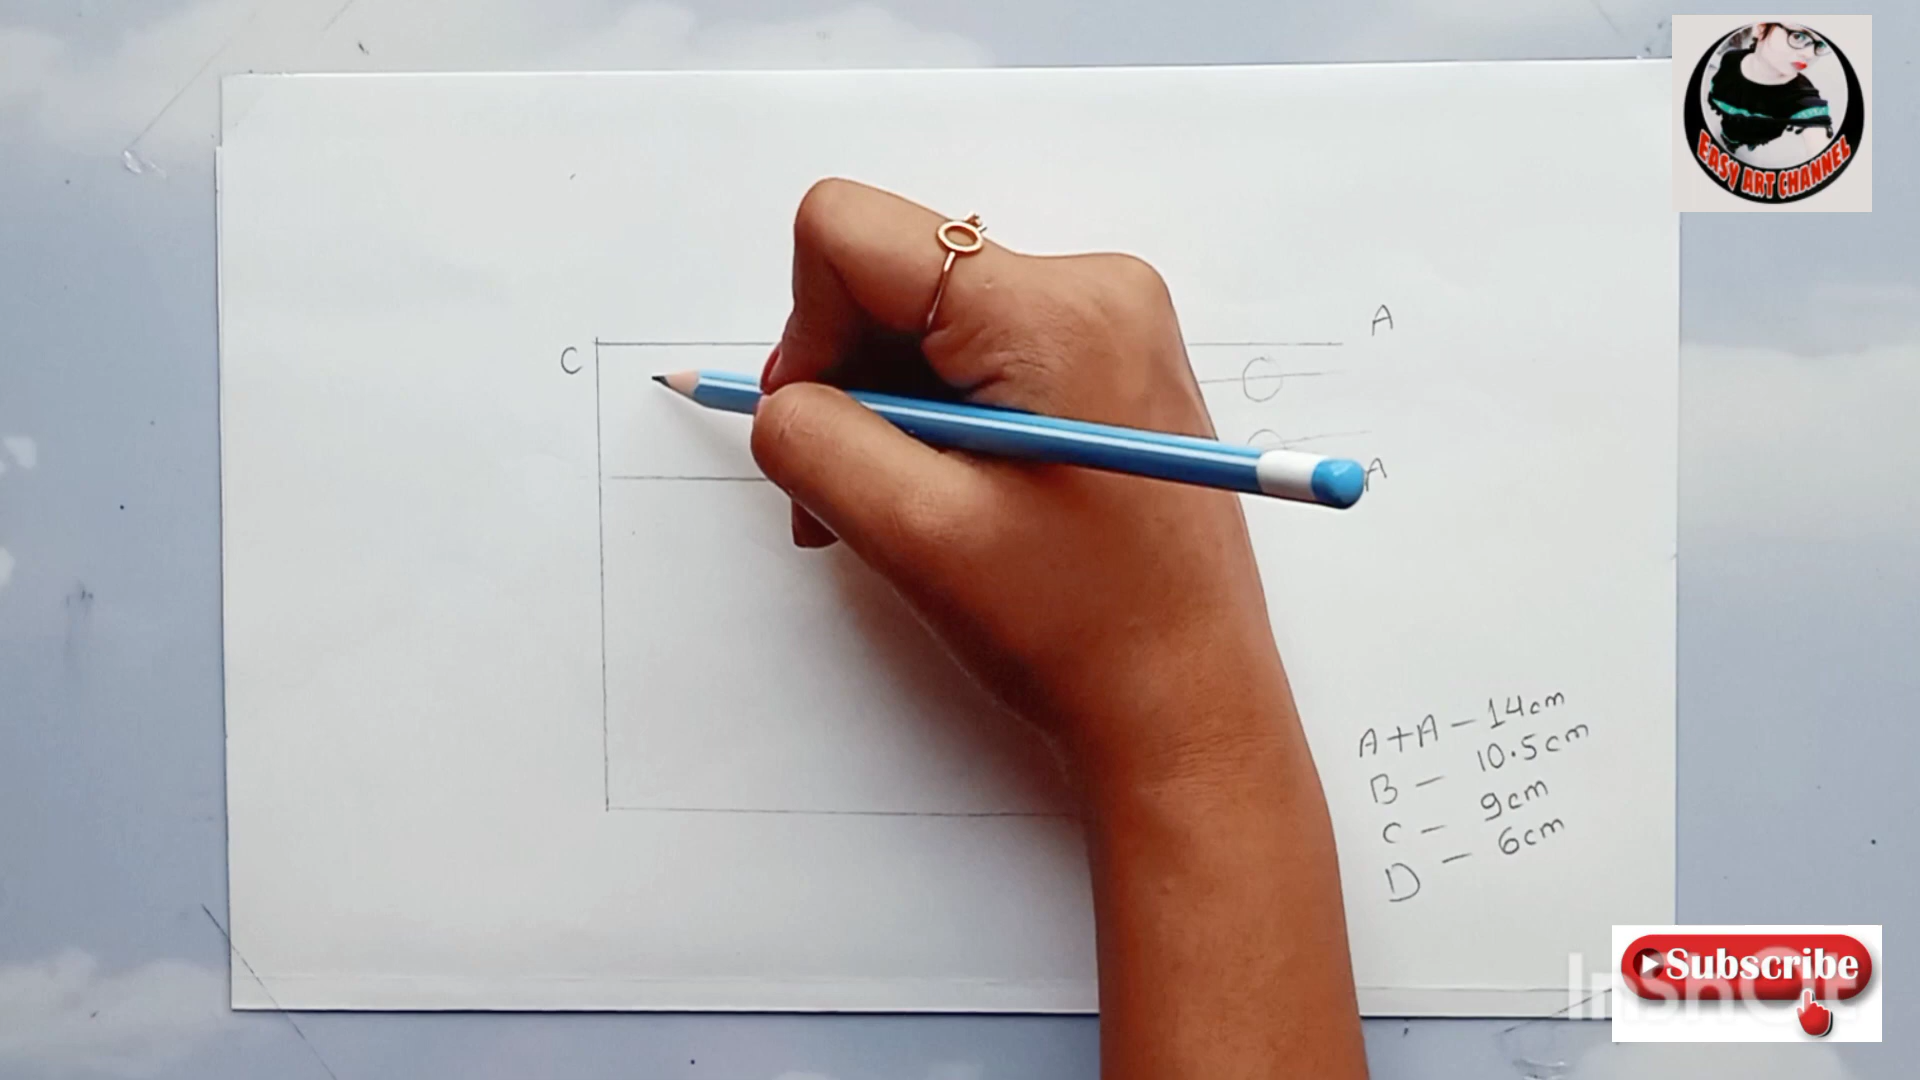 EASY ART CHANNEL
A
C
A
A+A - 14cm
B - 10.5cm
C - 9cm
D - 6cm
Subscribe
InShOt